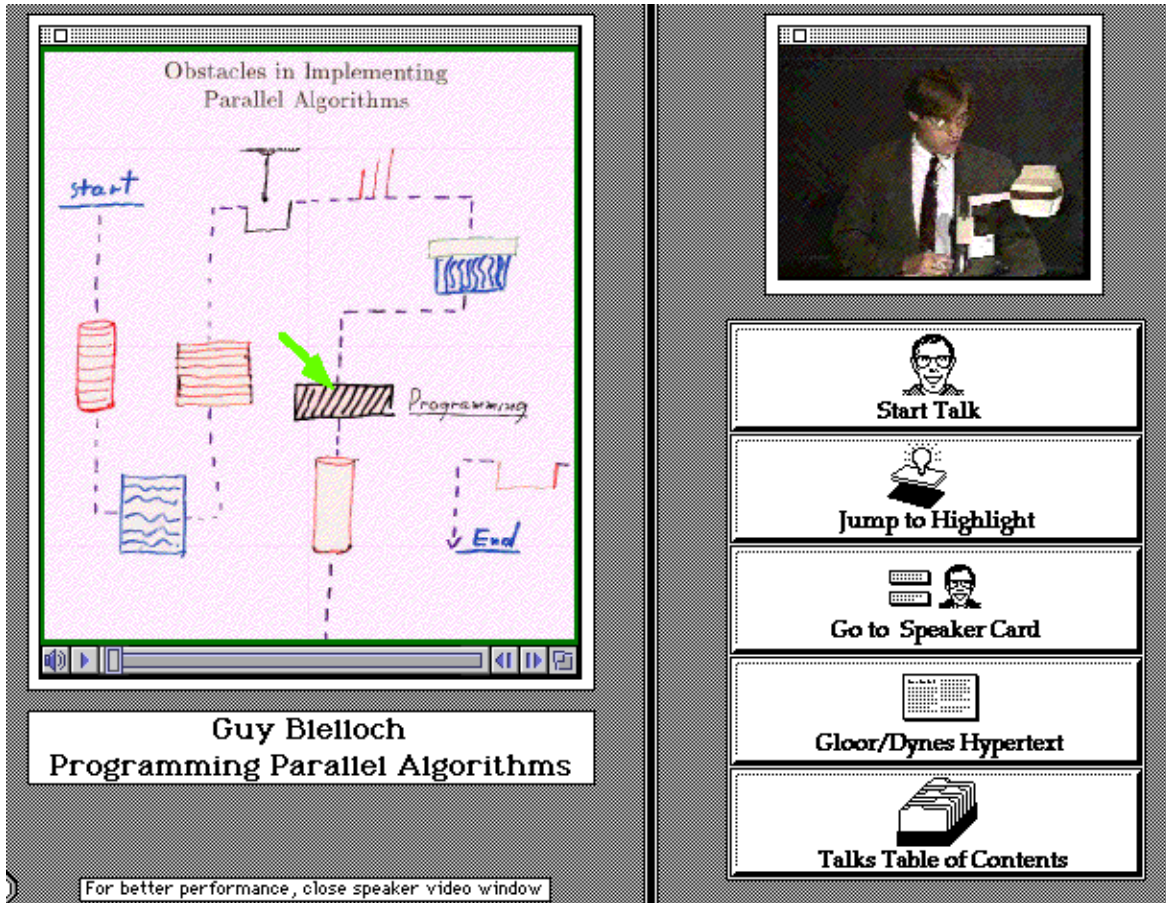 Obstacles in Implementing
Parallel Algorithms
start
Programming
End
Guy Blelloch
Programming Parallel Algorithms
For better performance, close speaker video window
Start Talk
Jump to Highlight
Go to Speaker Card
Gloor/Dynes Hypertext
Talks Table of Contents